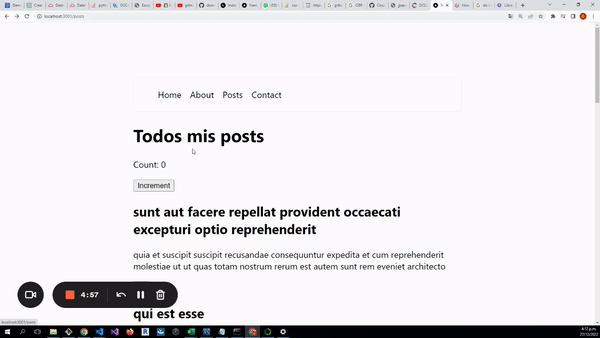 localhost:3001/posts
Home About Posts Contact
Todos mis posts
Count: 0
Increment
sunt aut facere repellat provident occaecati
excepturi optio reprehenderit
quia et suscipit suscipit recusandae consequuntur expedita et cum reprehenderit
molestiae ut ut quas totam nostrum rerum est autem sunt rem eveniet architecto
4:57
qui est esse
localhost:3001/posts
4:12 p.m.
27/12/2022